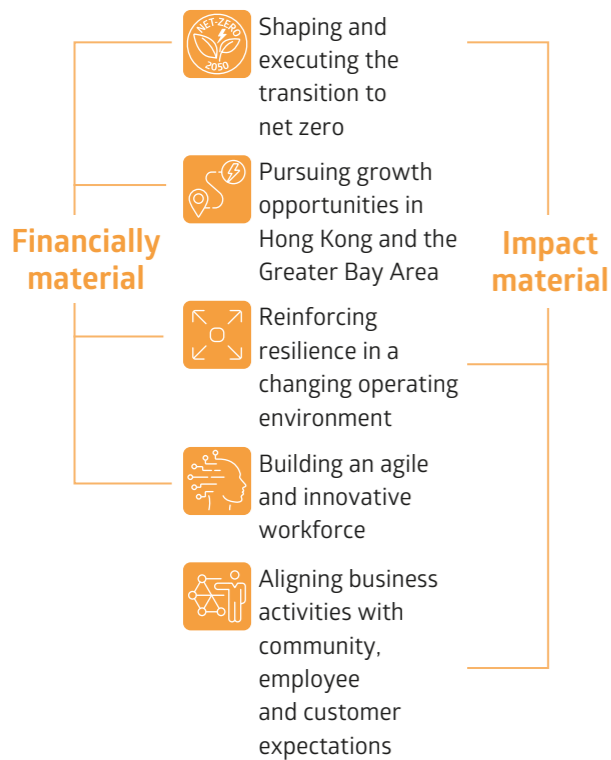 NET-ZERO
2050
Shaping and
executing the
transition to
net zero
Pursuing growth
opportunities in
Hong Kong and the
Greater Bay Area
Financially
material
Impact
material
Reinforcing
resilience in a
changing operating
environment
Building an agile
and innovative
workforce
Aligning business
activities with
community,
employee
and customer
expectations